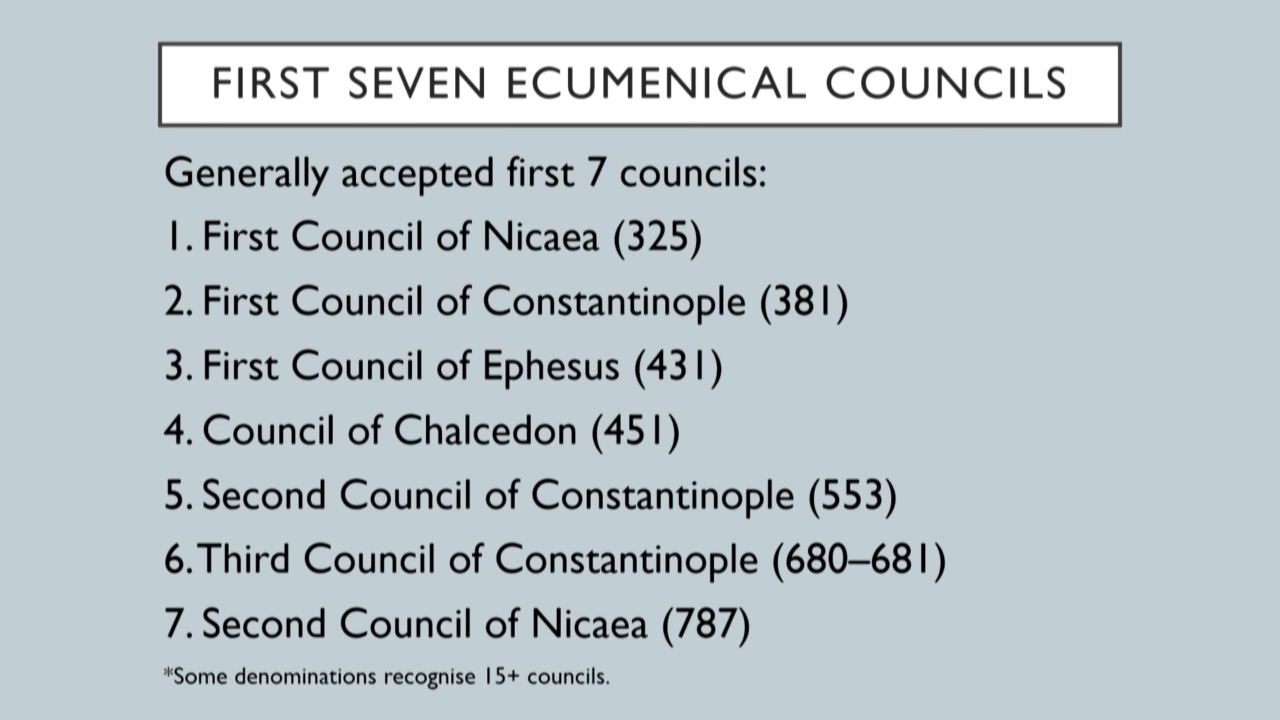 FIRST SEVEN ECUMENICAL COUNCILS
Generally accepted first 7 councils:
1. First Council of Nicaea (325)
2. First Council of Constantinople (381)
3. First Council of Ephesus (431)
4. Council of Chalcedon (451)
5. Second Council of Constantinople (553)
6.Third Council of Constantinople (680–681)
7. Second Council of Nicaea (787)
*Some denominations recognise 15+ councils.